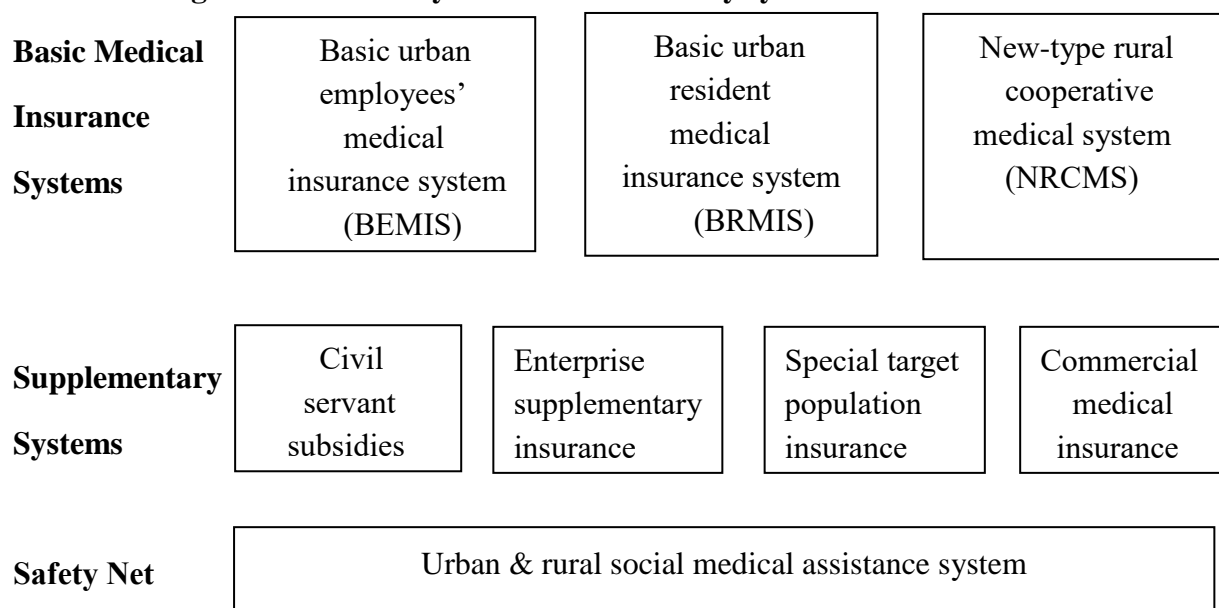 Basic Medical
Insurance
Systems
Basic urban
employees’
medical
insurance system
(BEMIS)
Basic urban
resident
medical
insurance system
(BRMIS)
New-type rural
cooperative
medical system
(NRCMS)
Supplementary
Systems
Civil
servant
subsidies
Enterprise
supplementary
insurance
Special target
population
insurance
Commercial
medical
insurance
Safety Net
Urban & rural social medical assistance system